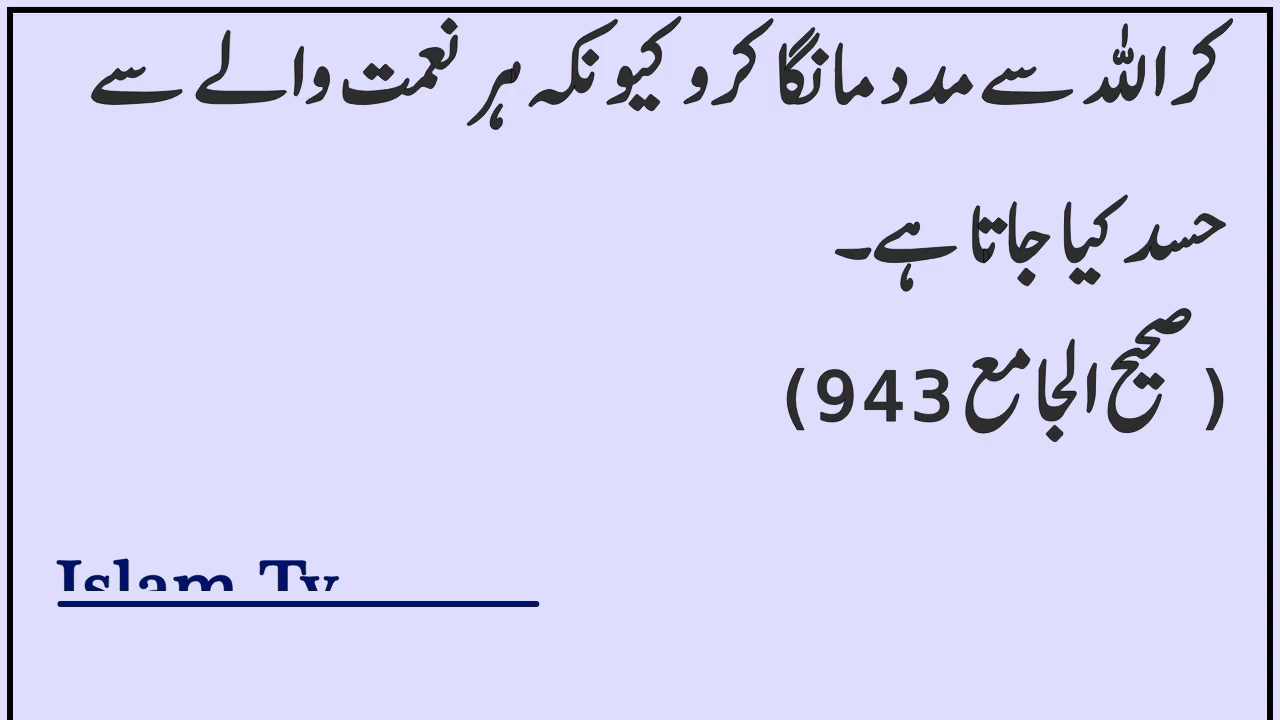 کر اللہ سے مدد مانگا کرو کیونکہ ہر نعمت والے سے
حسد کیا جاتا ہے۔
( صحیح الجامع 943)
Islam Tv